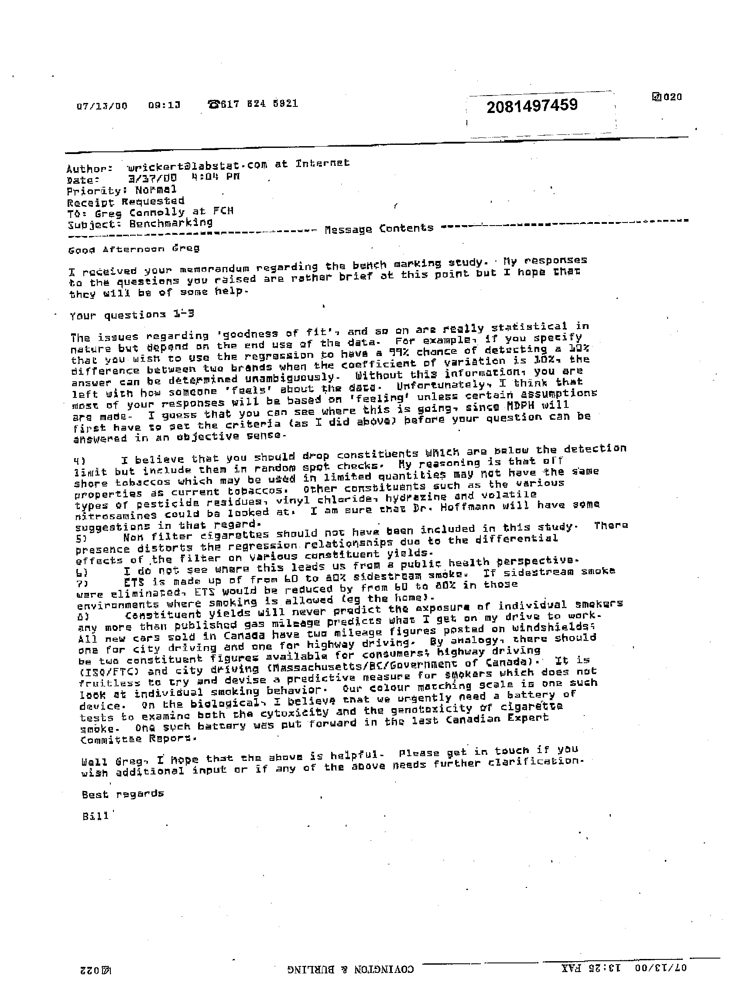 07/13/00 09:13 ☎617 624 5921
2081497459
020
Author: wrickert@labstat.com at Internet
Date: 3/27/00 4:04 PM
Priority: Normal
Receipt Requested
TO: Greg Connolly at FCH
Subject: Benchmarking
------------------------------------ Message Contents ------------------------------------
Good Afternoon Greg
I received your memorandum regarding the bench marking study. My responses
to the questions you raised are rather brief at this point but I hope that
they will be of some help.
Your questions 1-3
The issues regarding 'goodness of fit', and so on are really statistical in
nature but depend on the end use of the data. For example, if you specify
that you wish to use the regression to have a 99% chance of detecting a 10%
difference between two brands when the coefficient of variation is 10%, the
answer can be determined unambiguously. Without this information, you are
left with how someone 'feels' about the data. Unfortunately, I think that
most of your responses will be based on 'feeling' unless certain assumptions
are made. I guess that you can see where this is going, since MDPH will
first have to set the criteria (as I did above) before your question can be
answered in an objective sense.
4) I believe that you should drop constituents which are below the detection
limit but include them in random spot checks. My reasoning is that off
shore tobaccos which may be used in limited quantities may not have the same
properties as current tobaccos. Other constituents such as the various
types of pesticide residues, vinyl chloride, hydrazine and volatile
nitrosamines could be looked at. I am sure that Dr. Hoffmann will have some
suggestions in that regard.
5) Non filter cigarettes should not have been included in this study. There
presence distorts the regression relationships due to the differential
effects of the filter on various constituent yields.
6) I do not see where this leads us from a public health perspective.
7) ETS is made up of from 60 to 80% sidestream smoke. If sidestream smoke
were eliminated, ETS would be reduced by from 60 to 80% in those
environments where smoking is allowed (eg the home).
8) Constituent yields will never predict the exposure of individual smokers
any more than published gas mileage predicts what I get on my drive to work.
All new cars sold in Canada have two mileage figures posted on windshields;
one for city driving and one for highway driving. By analogy, there should
be two constituent figures available for consumers; highway driving
(ISO/FTC) and city driving (Massachusetts/BC/Government of Canada). It is
fruitless to try and devise a predictive measure for smokers which does not
look at individual smoking behavior. Our colour matching scale is one such
device. On the biological, I believe that we urgently need a battery of
tests to examine both the cytoxicity and the genotoxicity of cigarette
smoke. One such battery was put forward in the last Canadian Expert
Committee Report.
Well Greg, I hope that the above is helpful. Please get in touch if you
wish additional input or if any of the above needs further clarification.
Best regards
Bill
07/13/00 13:25 FAX COVINGTON & BURLING 022